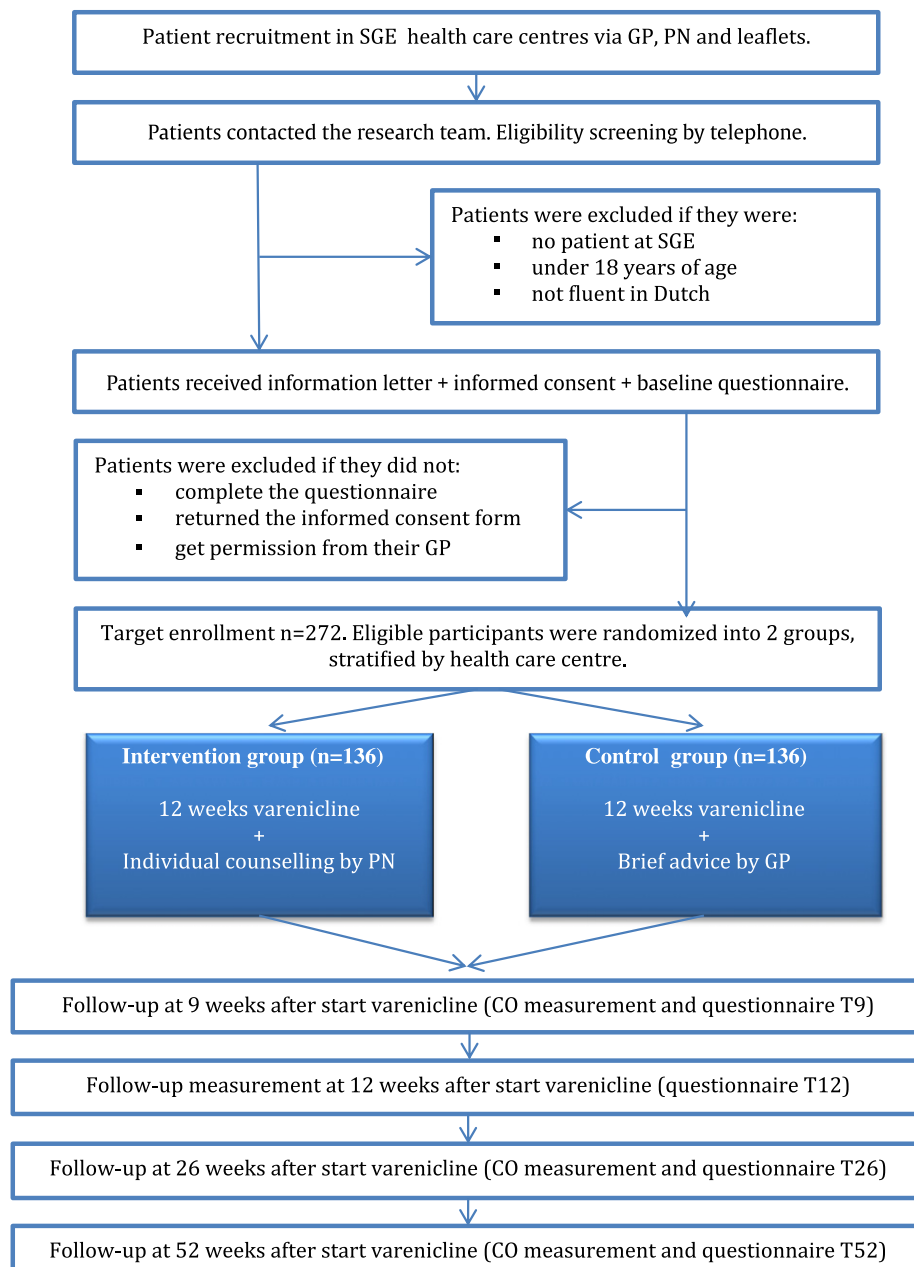 Patient recruitment in SGE health care centres via GP, PN and leaflets.
Patients contacted the research team. Eligibility screening by telephone.
Patients were excluded if they were:
▪ no patient at SGE
▪ under 18 years of age
▪ not fluent in Dutch
Patients received information letter + informed consent + baseline questionnaire.
Patients were excluded if they did not:
▪ complete the questionnaire
▪ returned the informed consent form
▪ get permission from their GP
Target enrollment n=272. Eligible participants were randomized into 2 groups,
stratified by health care centre.
Intervention group (n=136)
12 weeks varenicline
+
Individual counselling by PN
Control group (n=136)
12 weeks varenicline
+
Brief advice by GP
Follow-up at 9 weeks after start varenicline (CO measurement and questionnaire T9)
Follow-up measurement at 12 weeks after start varenicline (questionnaire T12)
Follow-up at 26 weeks after start varenicline (CO measurement and questionnaire T26)
Follow-up at 52 weeks after start varenicline (CO measurement and questionnaire T52)